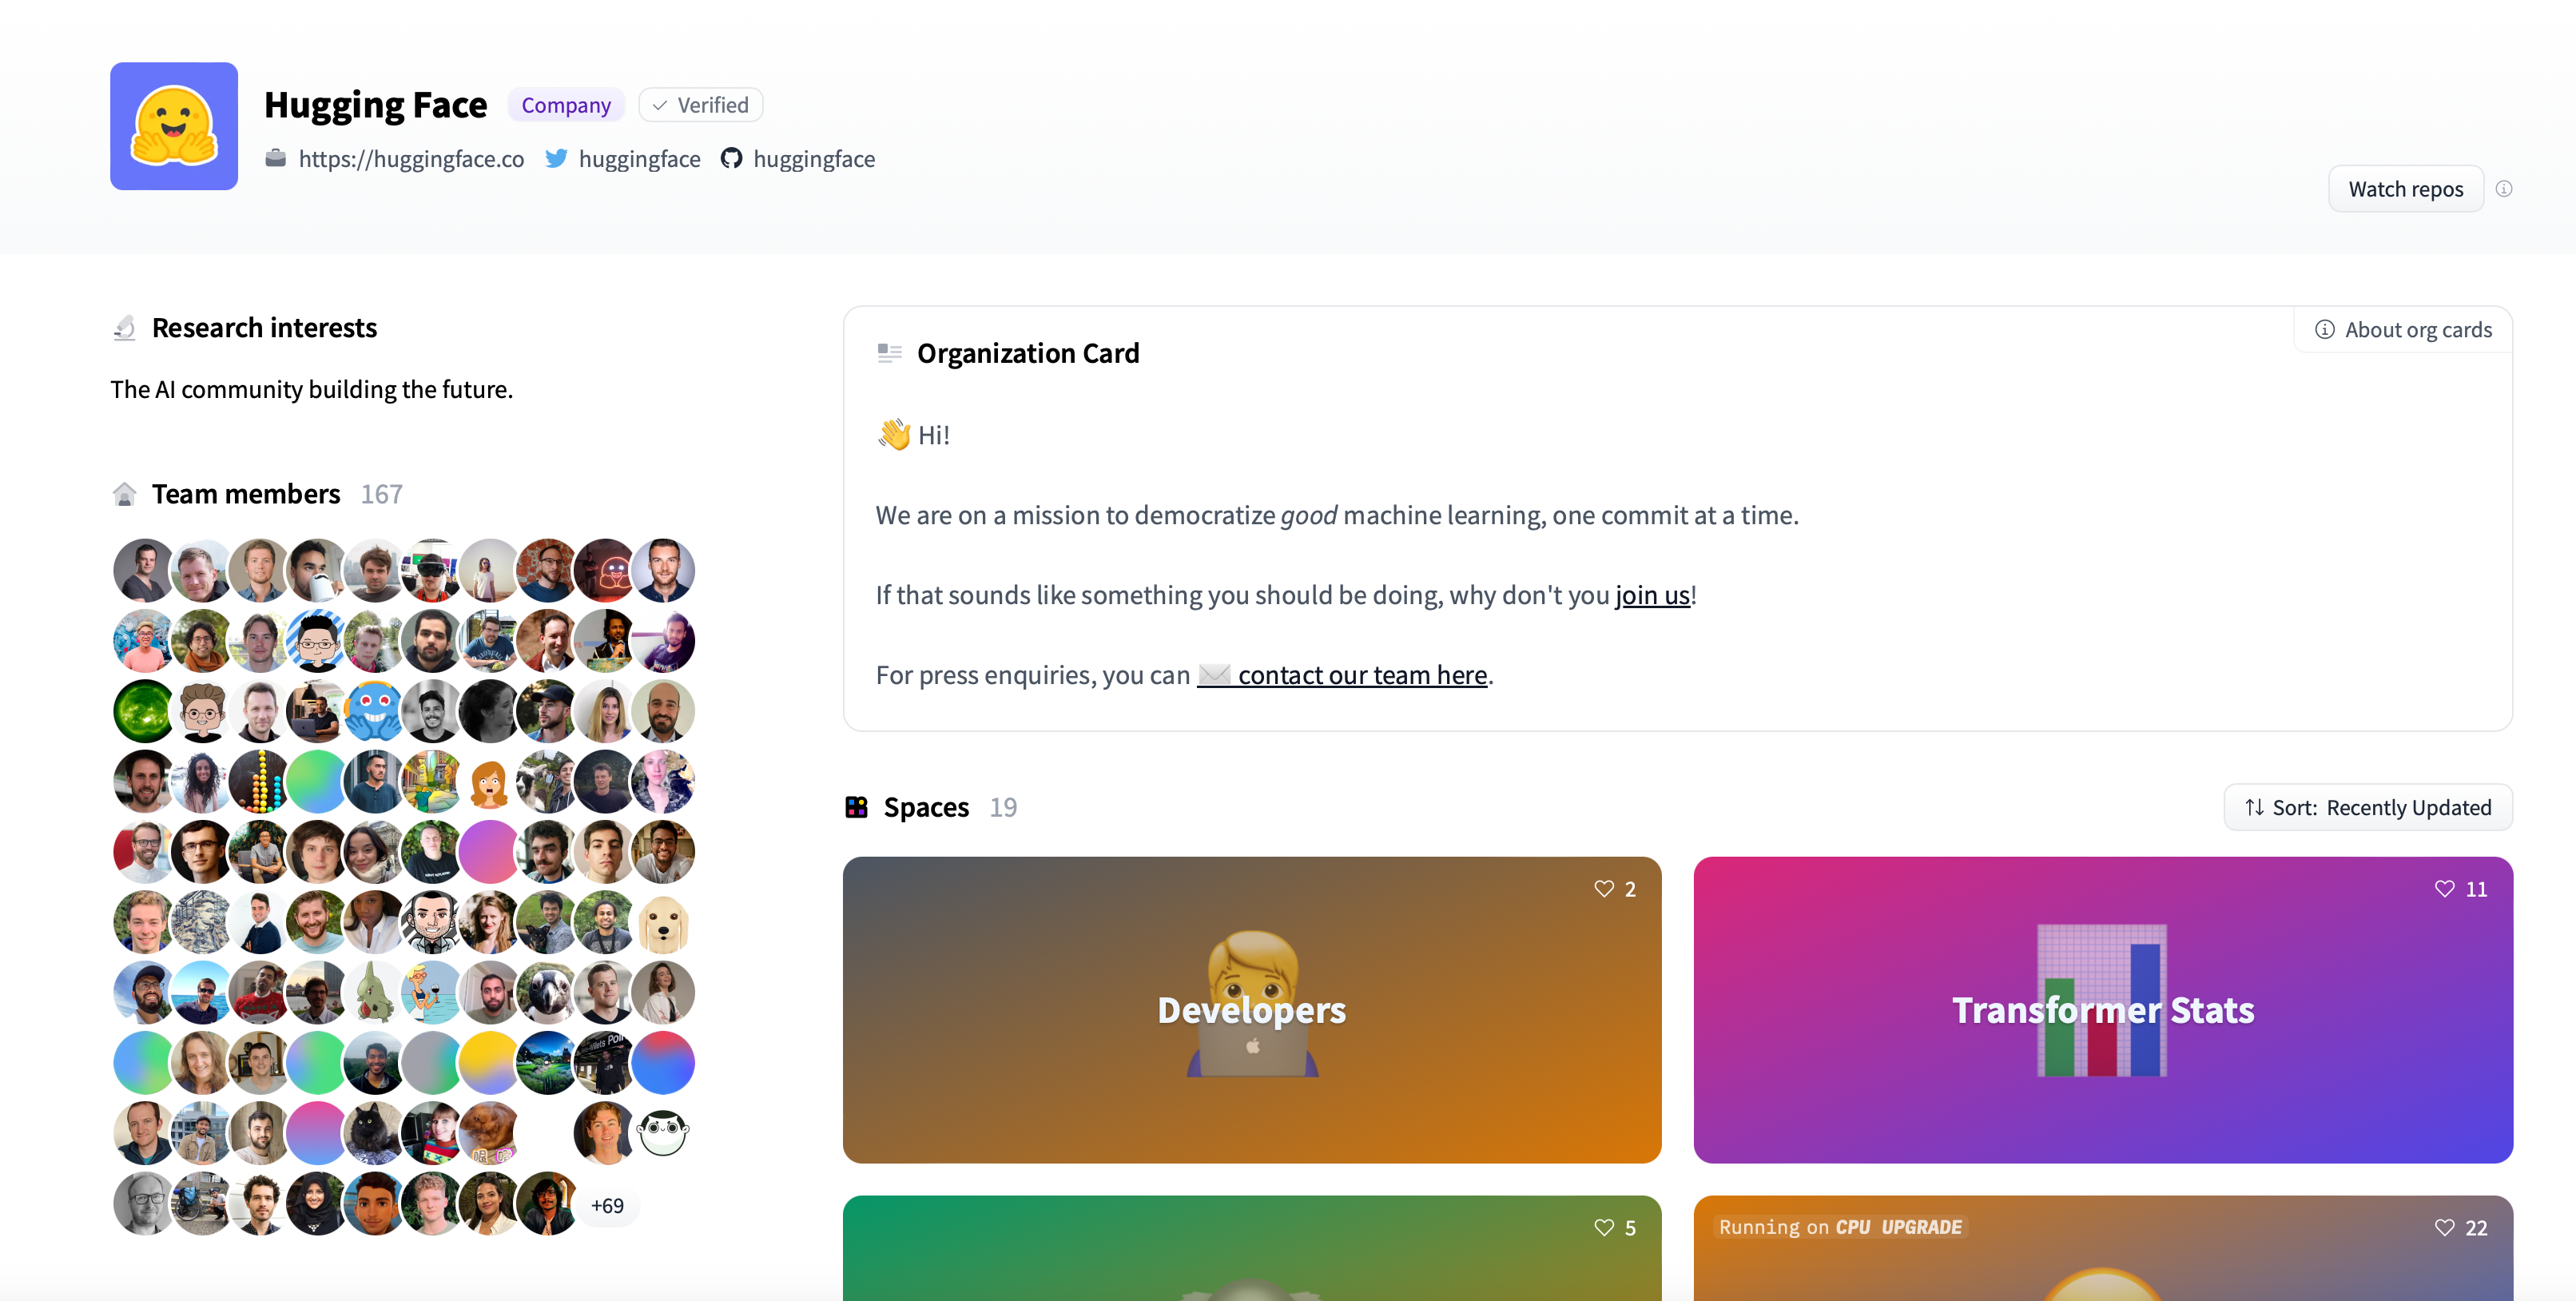 Hugging Face Company Verified
https://huggingface.co huggingface huggingface
Watch repos
Research interests
The AI community building the future.
Team members 167
+69
About org cards
Organization Card
👋 Hi!
We are on a mission to democratize good machine learning, one commit at a time.
If that sounds like something you should be doing, why don't you join us!
For press enquiries, you can ✉️ contact our team here.
Spaces 19
Sort: Recently Updated
2
Developers
11
Transformer Stats
5
Running on CPU UPGRADE
22